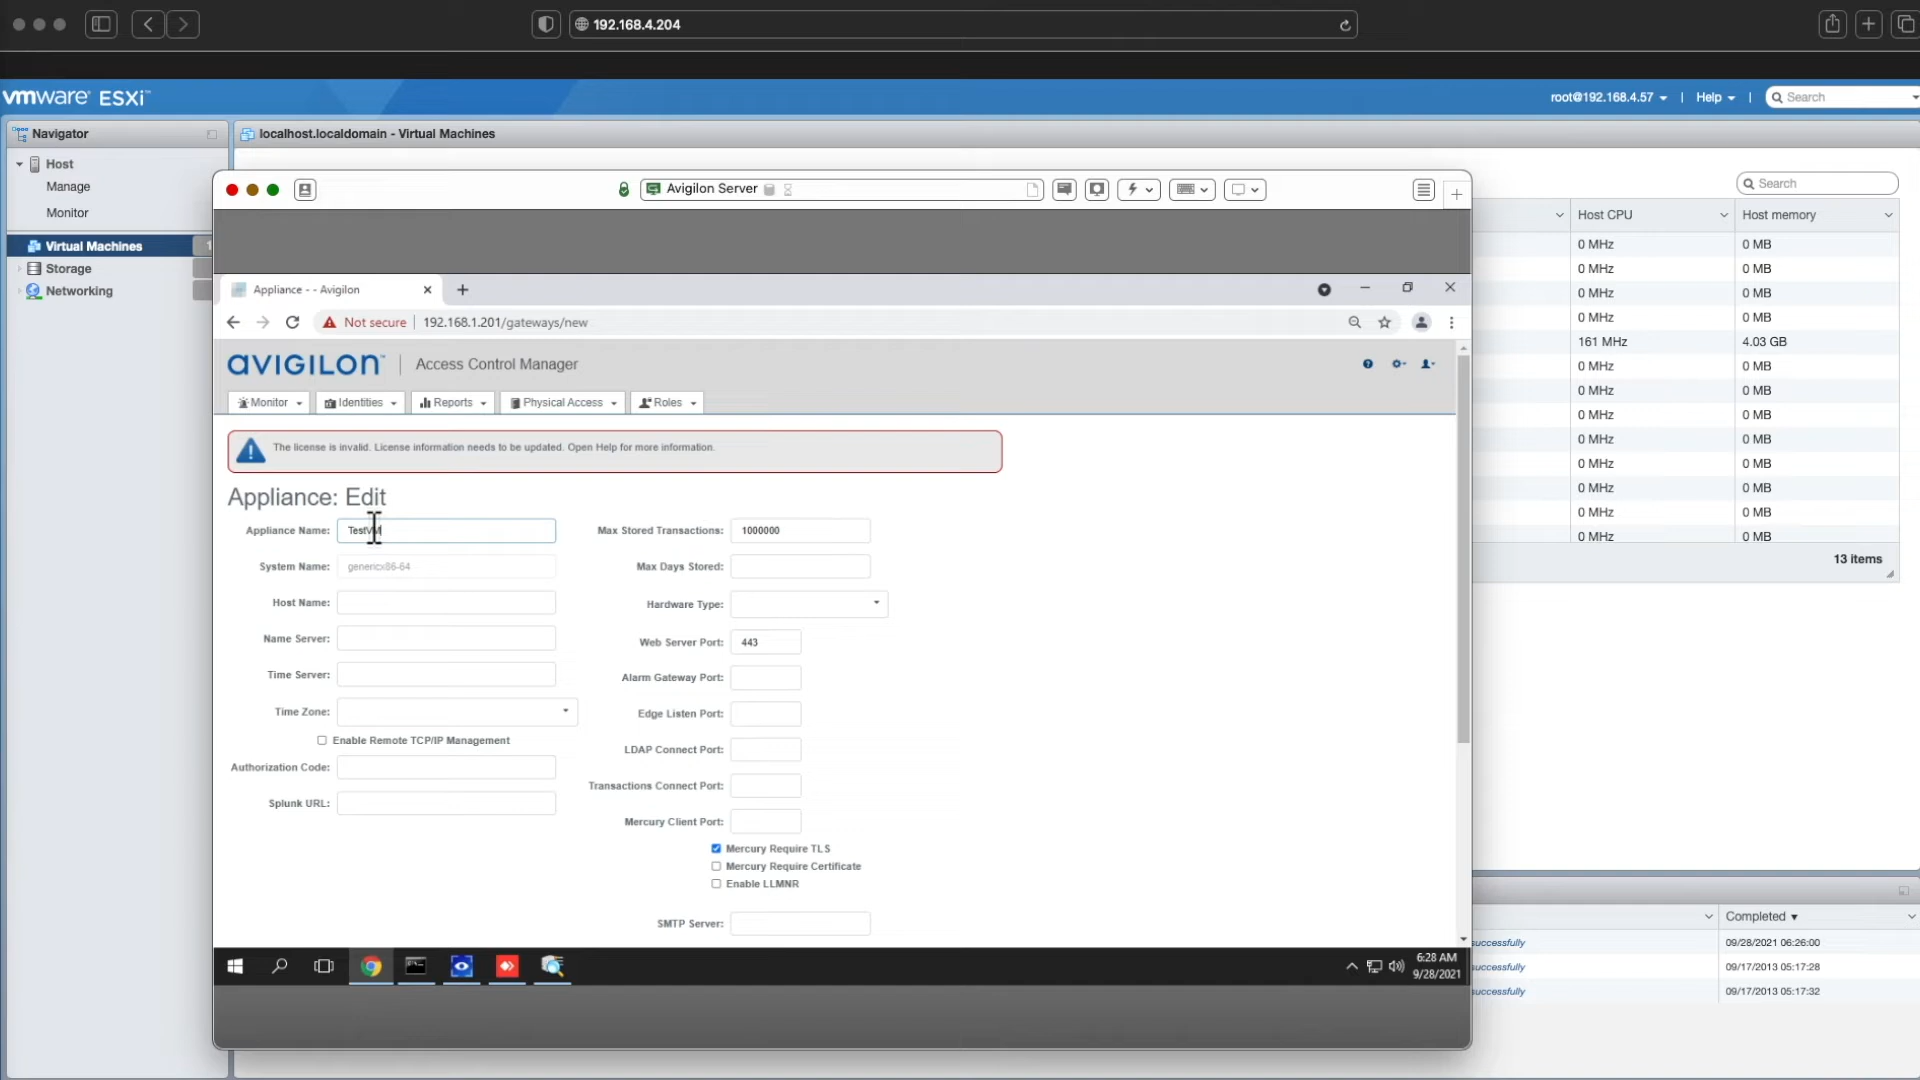 192.168.4.204
vmware ESXi™
root@192.168.4.57 | Help | Search
Navigator
localhost.localdomain - Virtual Machines
Host
Manage
Monitor
Virtual Machines 1
Storage
Networking
Search
Host CPU Host memory
0 MHz 0 MB
0 MHz 0 MB
0 MHz 0 MB
0 MHz 0 MB
161 MHz 4.03 GB
0 MHz 0 MB
0 MHz 0 MB
0 MHz 0 MB
0 MHz 0 MB
0 MHz 0 MB
0 MHz 0 MB
0 MHz 0 MB
0 MHz 0 MB
13 items
Avigilon Server
Appliance - - Avigilon
Not secure | 192.168.1.201/gateways/new
AVIGILON™ | Access Control Manager
Monitor Identities Reports Physical Access Roles
The license is invalid. License information needs to be updated. Open Help for more information.
Appliance: Edit
Appliance Name: TestVM
System Name: genericx86-64
Host Name:
Name Server:
Time Server:
Time Zone:
Enable Remote TCP/IP Management
Authorization Code:
Splunk URL:
Max Stored Transactions: 1000000
Max Days Stored:
Hardware Type:
Web Server Port: 443
Alarm Gateway Port:
Edge Listen Port:
LDAP Connect Port:
Transactions Connect Port:
Mercury Client Port:
Mercury Require TLS
Mercury Require Certificate
Enable LLMNR
SMTP Server:
6:28 AM
9/28/2021
Completed ▼
successfully 09/28/2021 06:26:00
successfully 09/17/2013 05:17:28
successfully 09/17/2013 05:17:32